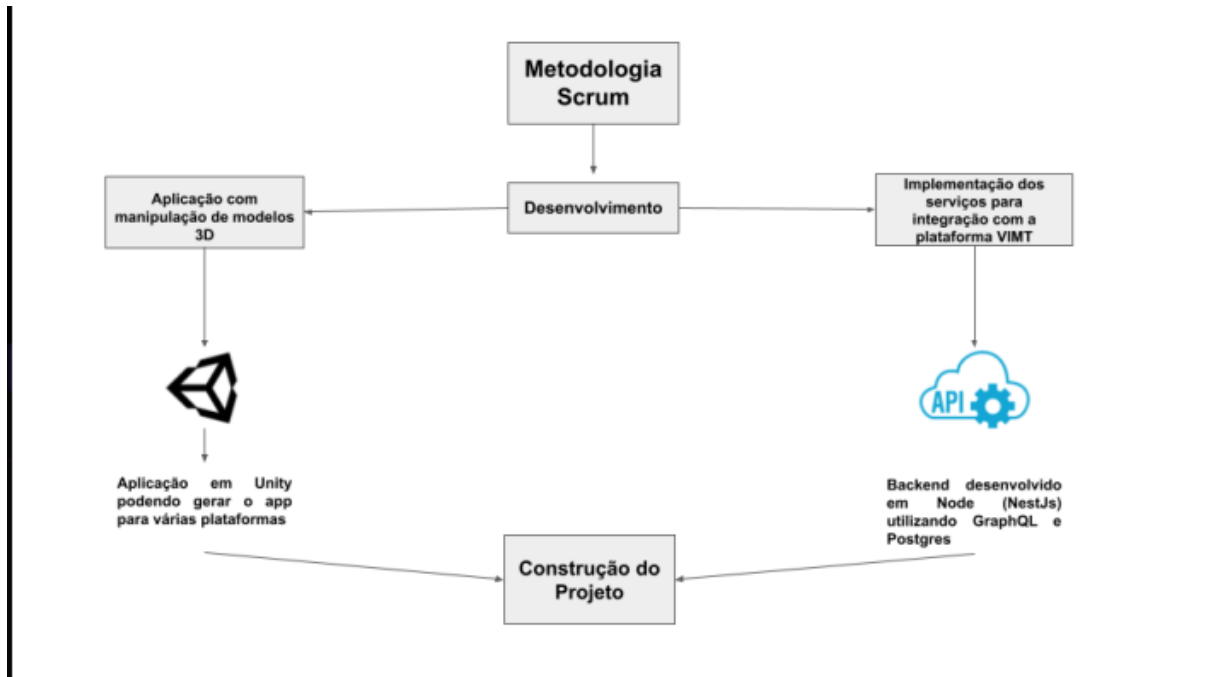 Metodologia
Scrum
Aplicação com
manipulação de modelos
3D
Desenvolvimento
Implementação dos
serviços para
integração com a
plataforma VIMT
API
Aplicação em Unity
podendo gerar o app
para várias plataformas
Backend desenvolvido
em Node (NestJs)
utilizando GraphQL e
Postgres
Construção do
Projeto